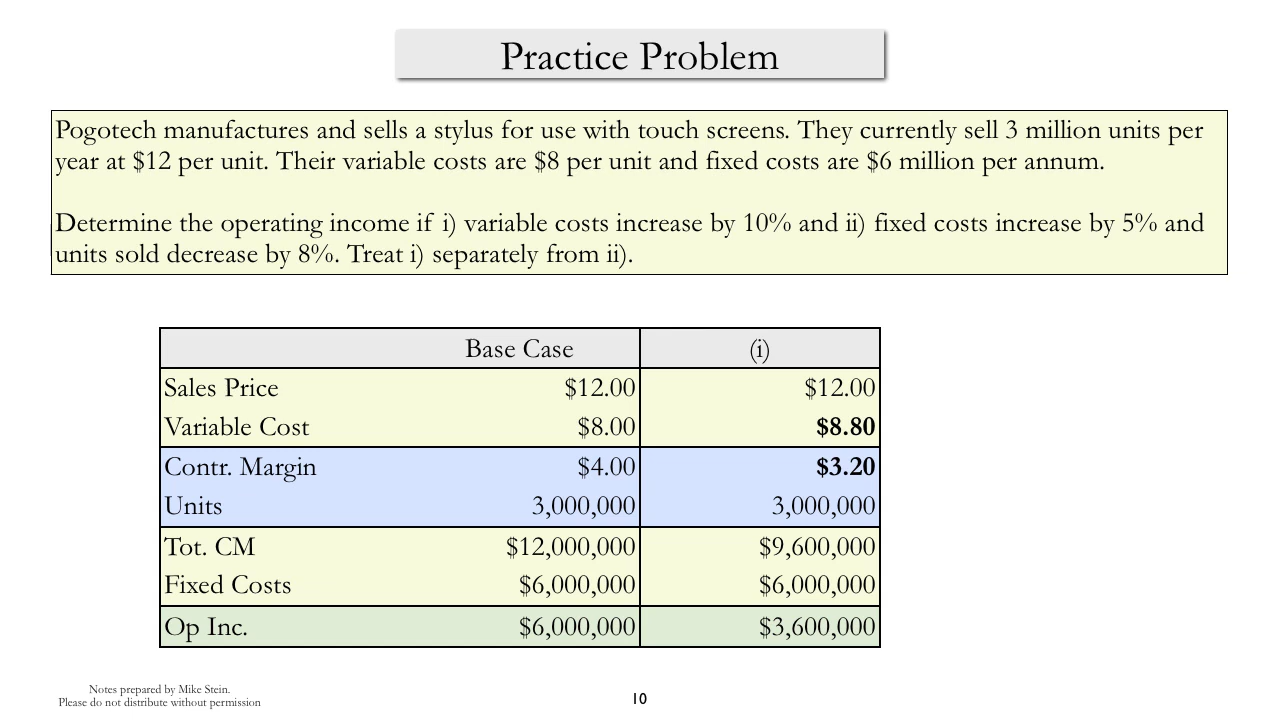 Practice Problem
Pogotech manufactures and sells a stylus for use with touch screens. They currently sell 3 million units per
year at $12 per unit. Their variable costs are $8 per unit and fixed costs are $6 million per annum.
Determine the operating income if i) variable costs increase by 10% and ii) fixed costs increase by 5% and
units sold decrease by 8%. Treat i) separately from ii).
Base Case (i)
Sales Price $12.00 $12.00
Variable Cost $8.00 $8.80
Contr. Margin $4.00 $3.20
Units 3,000,000 3,000,000
Tot. CM $12,000,000 $9,600,000
Fixed Costs $6,000,000 $6,000,000
Op Inc. $6,000,000 $3,600,000
Notes prepared by Mike Stein.
Please do not distribute without permission
10